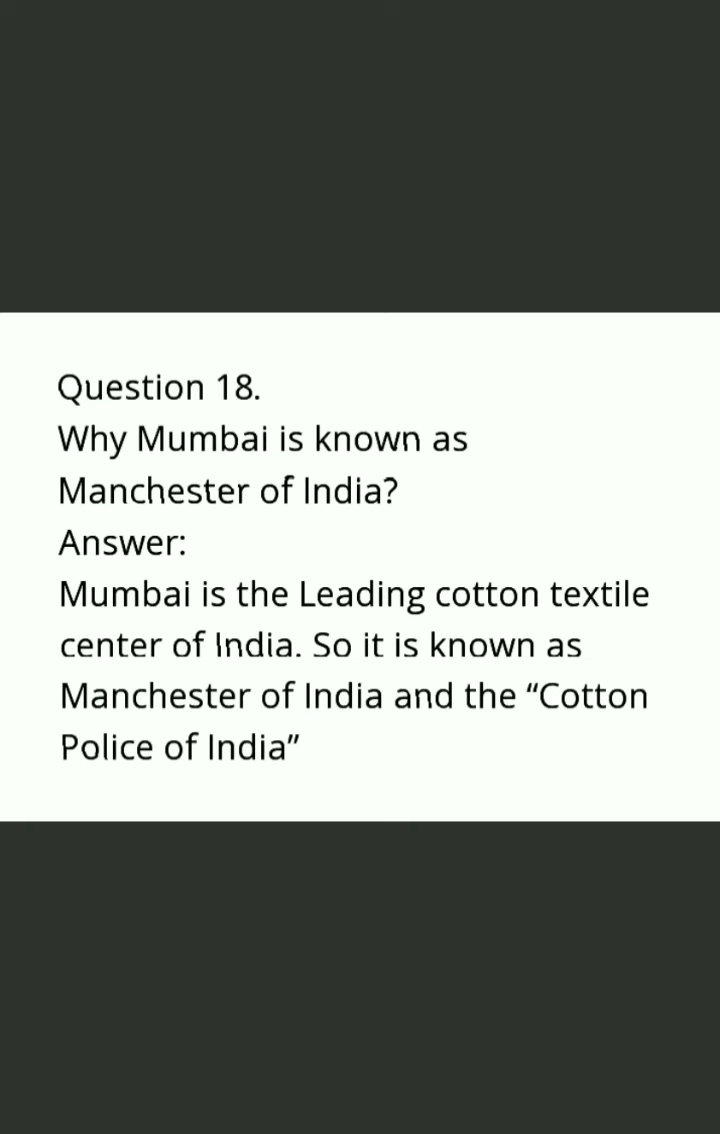 Question 18.
Why Mumbai is known as
Manchester of India?
Answer:
Mumbai is the Leading cotton textile
center of India. So it is known as
Manchester of India and the “Cotton
Police of India”